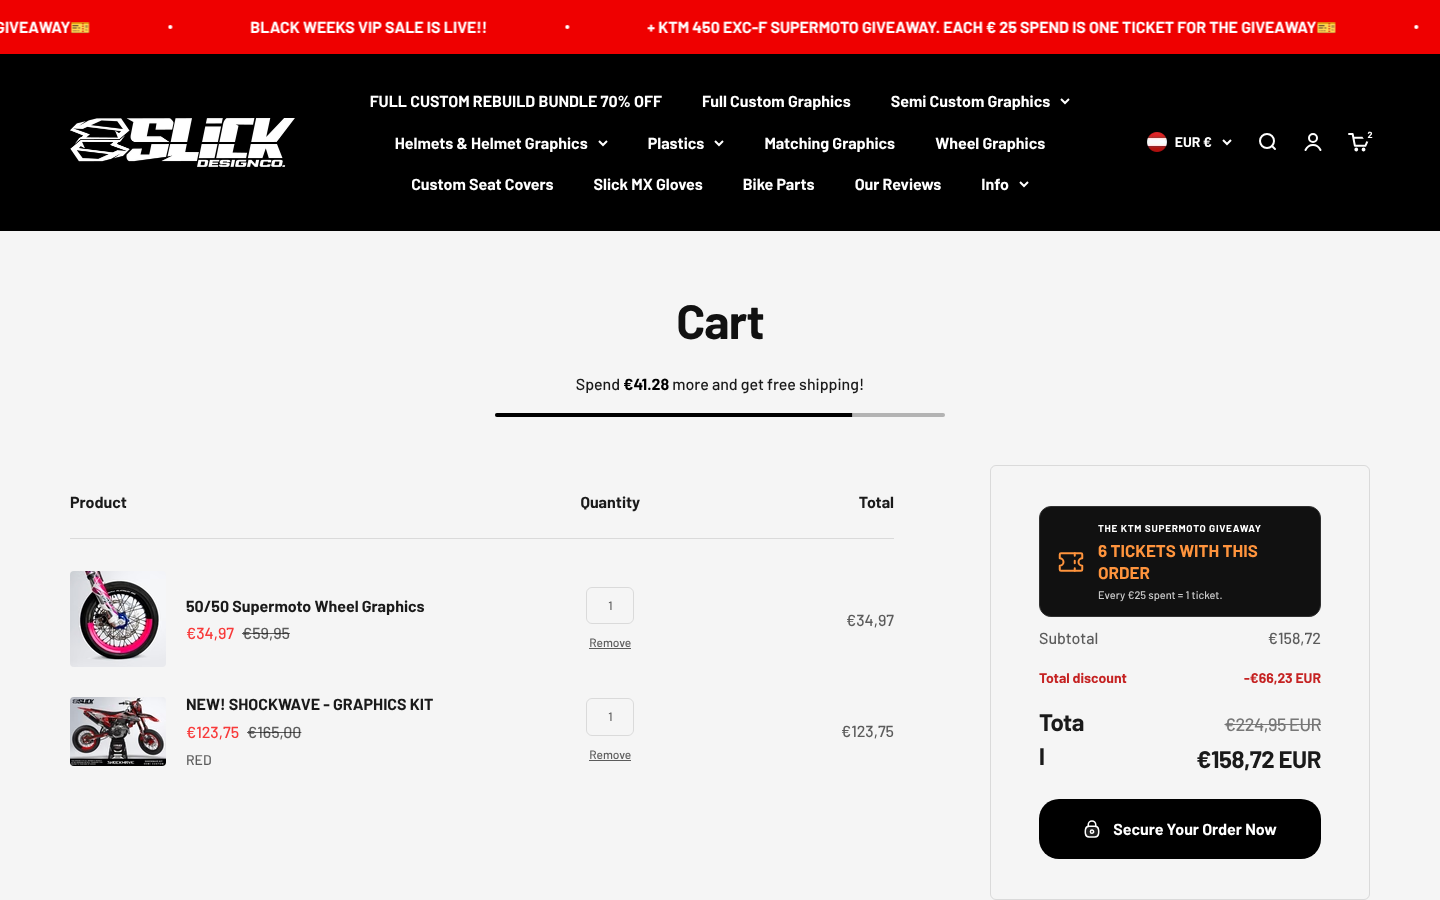 GIVEAWAY🎫 • BLACK WEEKS VIP SALE IS LIVE!! • + KTM 450 EXC-F SUPERMOTO GIVEAWAY. EACH € 25 SPEND IS ONE TICKET FOR THE GIVEAWAY🎫 •
FULL CUSTOM REBUILD BUNDLE 70% OFF Full Custom Graphics Semi Custom Graphics
SLICK
DESIGNCO.
Helmets & Helmet Graphics Plastics Matching Graphics Wheel Graphics
EUR € 2
Custom Seat Covers Slick MX Gloves Bike Parts Our Reviews Info
Cart
Spend €41.28 more and get free shipping!
Product Quantity Total
50/50 Supermoto Wheel Graphics
€34,97 €59,95
1
Remove
€34,97
NEW! SHOCKWAVE - GRAPHICS KIT
€123,75 €165,00
RED
1
Remove
€123,75
THE KTM SUPERMOTO GIVEAWAY
6 TICKETS WITH THIS
ORDER
Every €25 spent = 1 ticket.
Subtotal €158,72
Total discount -€66,23 EUR
Tota
l
€224,95 EUR
€158,72 EUR
Secure Your Order Now